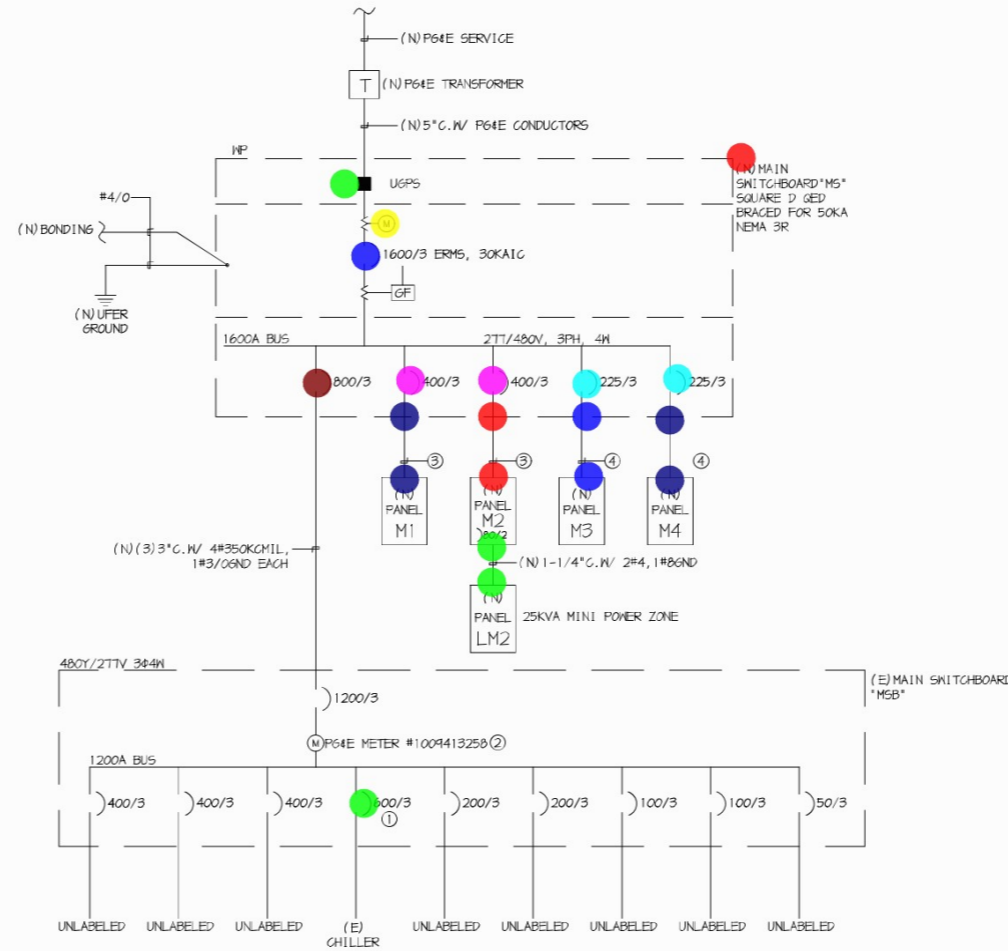 (N) PG&E SERVICE
T
(N) PG&E TRANSFORMER
(N) 5"C.W/ PG&E CONDUCTORS
WP
UGPS
(N) MAIN
SWITCHBOARD "MS"
SQUARE D QED
BRACED FOR 50KA
NEMA 3R
#4/0
(N) BONDING
(N) UFER
GROUND
M
1600/3 ERMS, 30KAIC
GF
1600A BUS
277/480V, 3PH, 4W
800/3
400/3
400/3
225/3
225/3
3
3
4
4
(N)
PANEL
M1
(N)
PANEL
M2
80/2
(N)
PANEL
M3
(N)
PANEL
M4
(N) (3) 3"C.W/ 4#350KCMIL,
1#3/0GND EACH
(N) 1-1/4"C.W/ 2#4, 1#8GND
(N)
PANEL
LM2
25KVA MINI POWER ZONE
480Y/277V 3Φ4W
(E) MAIN SWITCHBOARD
"MSB"
1200/3
M PG&E METER #1009413258 2
1200A BUS
400/3
400/3
400/3
600/3
1
200/3
200/3
100/3
100/3
50/3
UNLABELED
UNLABELED
UNLABELED
(E)
CHILLER
UNLABELED
UNLABELED
UNLABELED
UNLABELED
UNLABELED